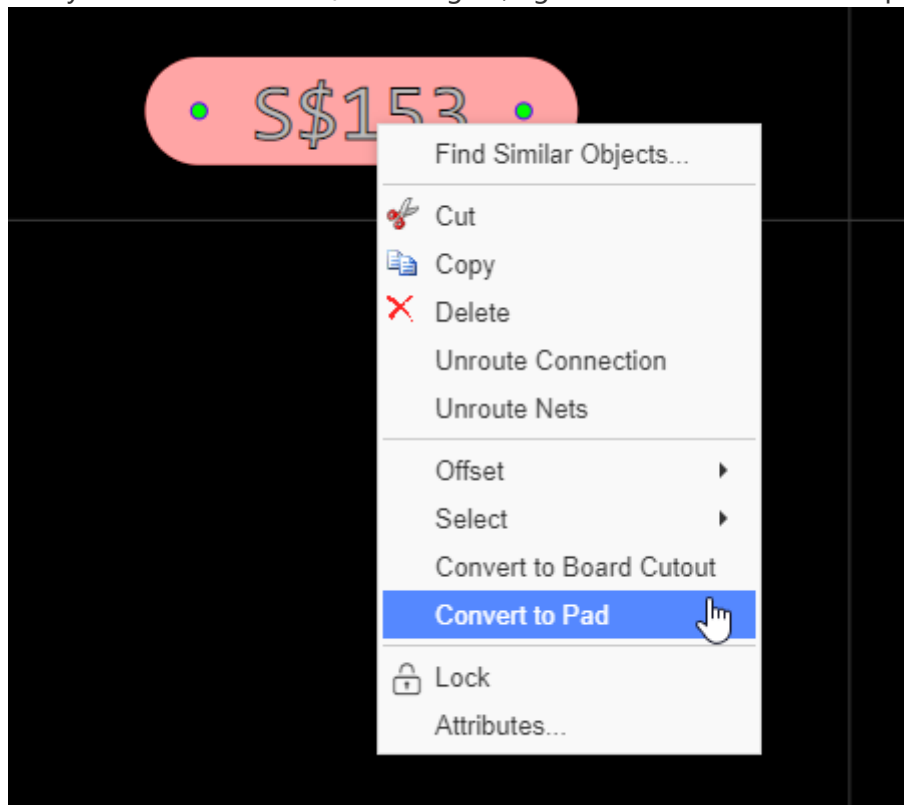 S$153
Find Similar Objects...
Cut
Copy
Delete
Unroute Connection
Unroute Nets
Offset
Select
Convert to Board Cutout
Convert to Pad
Lock
Attributes...